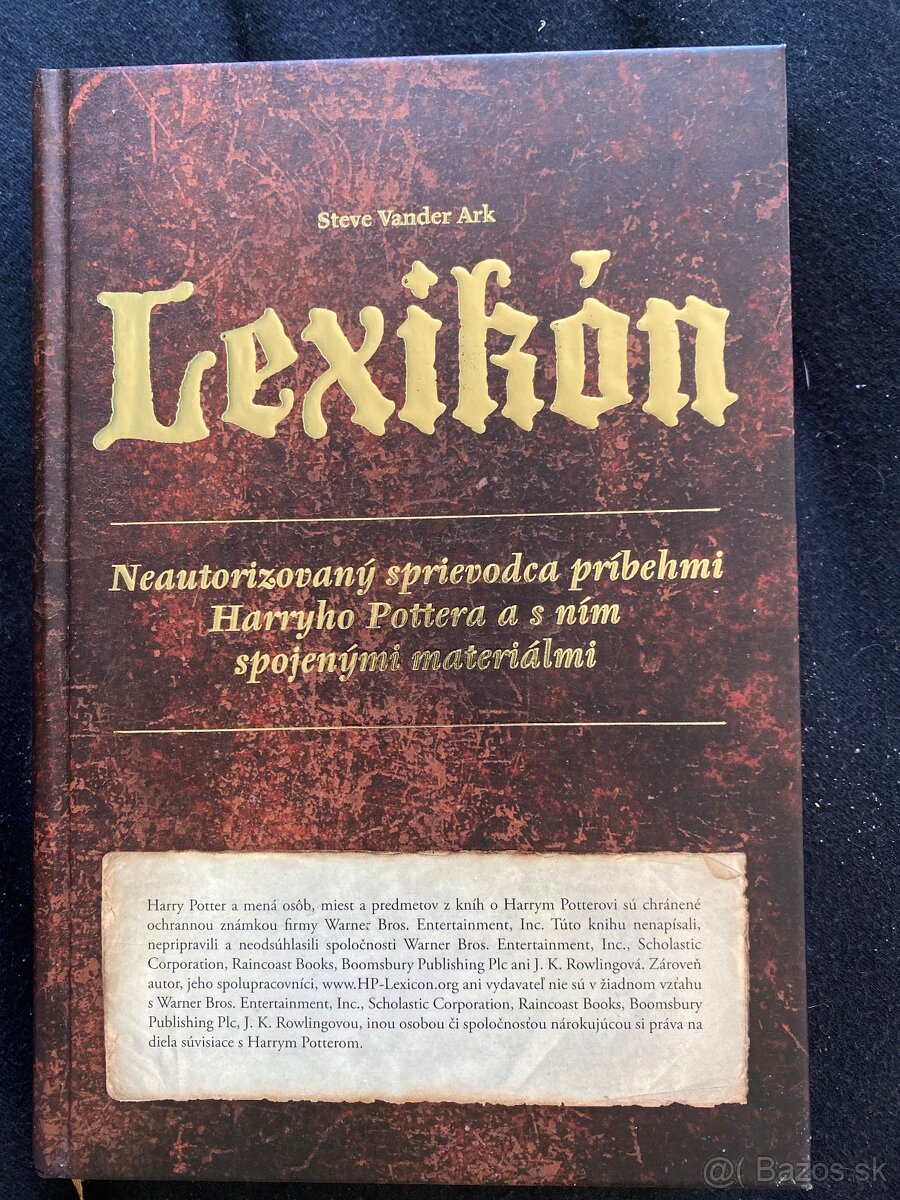 Steve Vander Ark
Lexikón
Neautorizovaný sprievodca príbehmi
Harryho Pottera a s ním
spojenými materiálmi
Harry Potter a mená osôb, miest a predmetov z kníh o Harrym Potterovi sú chránené
ochrannou známkou firmy Warner Bros. Entertainment, Inc. Túto knihu nenapísali,
nepripravili a neodsúhlasili spoločnosti Warner Bros. Entertainment, Inc., Scholastic
Corporation, Raincoast Books, Boomsbury Publishing Plc ani J. K. Rowlingová. Zároveň
autor, jeho spolupracovníci, www.HP-Lexicon.org ani vydavateľ nie sú v žiadnom vzťahu
s Warner Bros. Entertainment, Inc., Scholastic Corporation, Raincoast Books, Boomsbury
Publishing Plc, J. K. Rowlingovou, inou osobou či spoločnosťou nárokujúcou si práva na
diela súvisiace s Harrym Potterom.
@( Bazos.sk